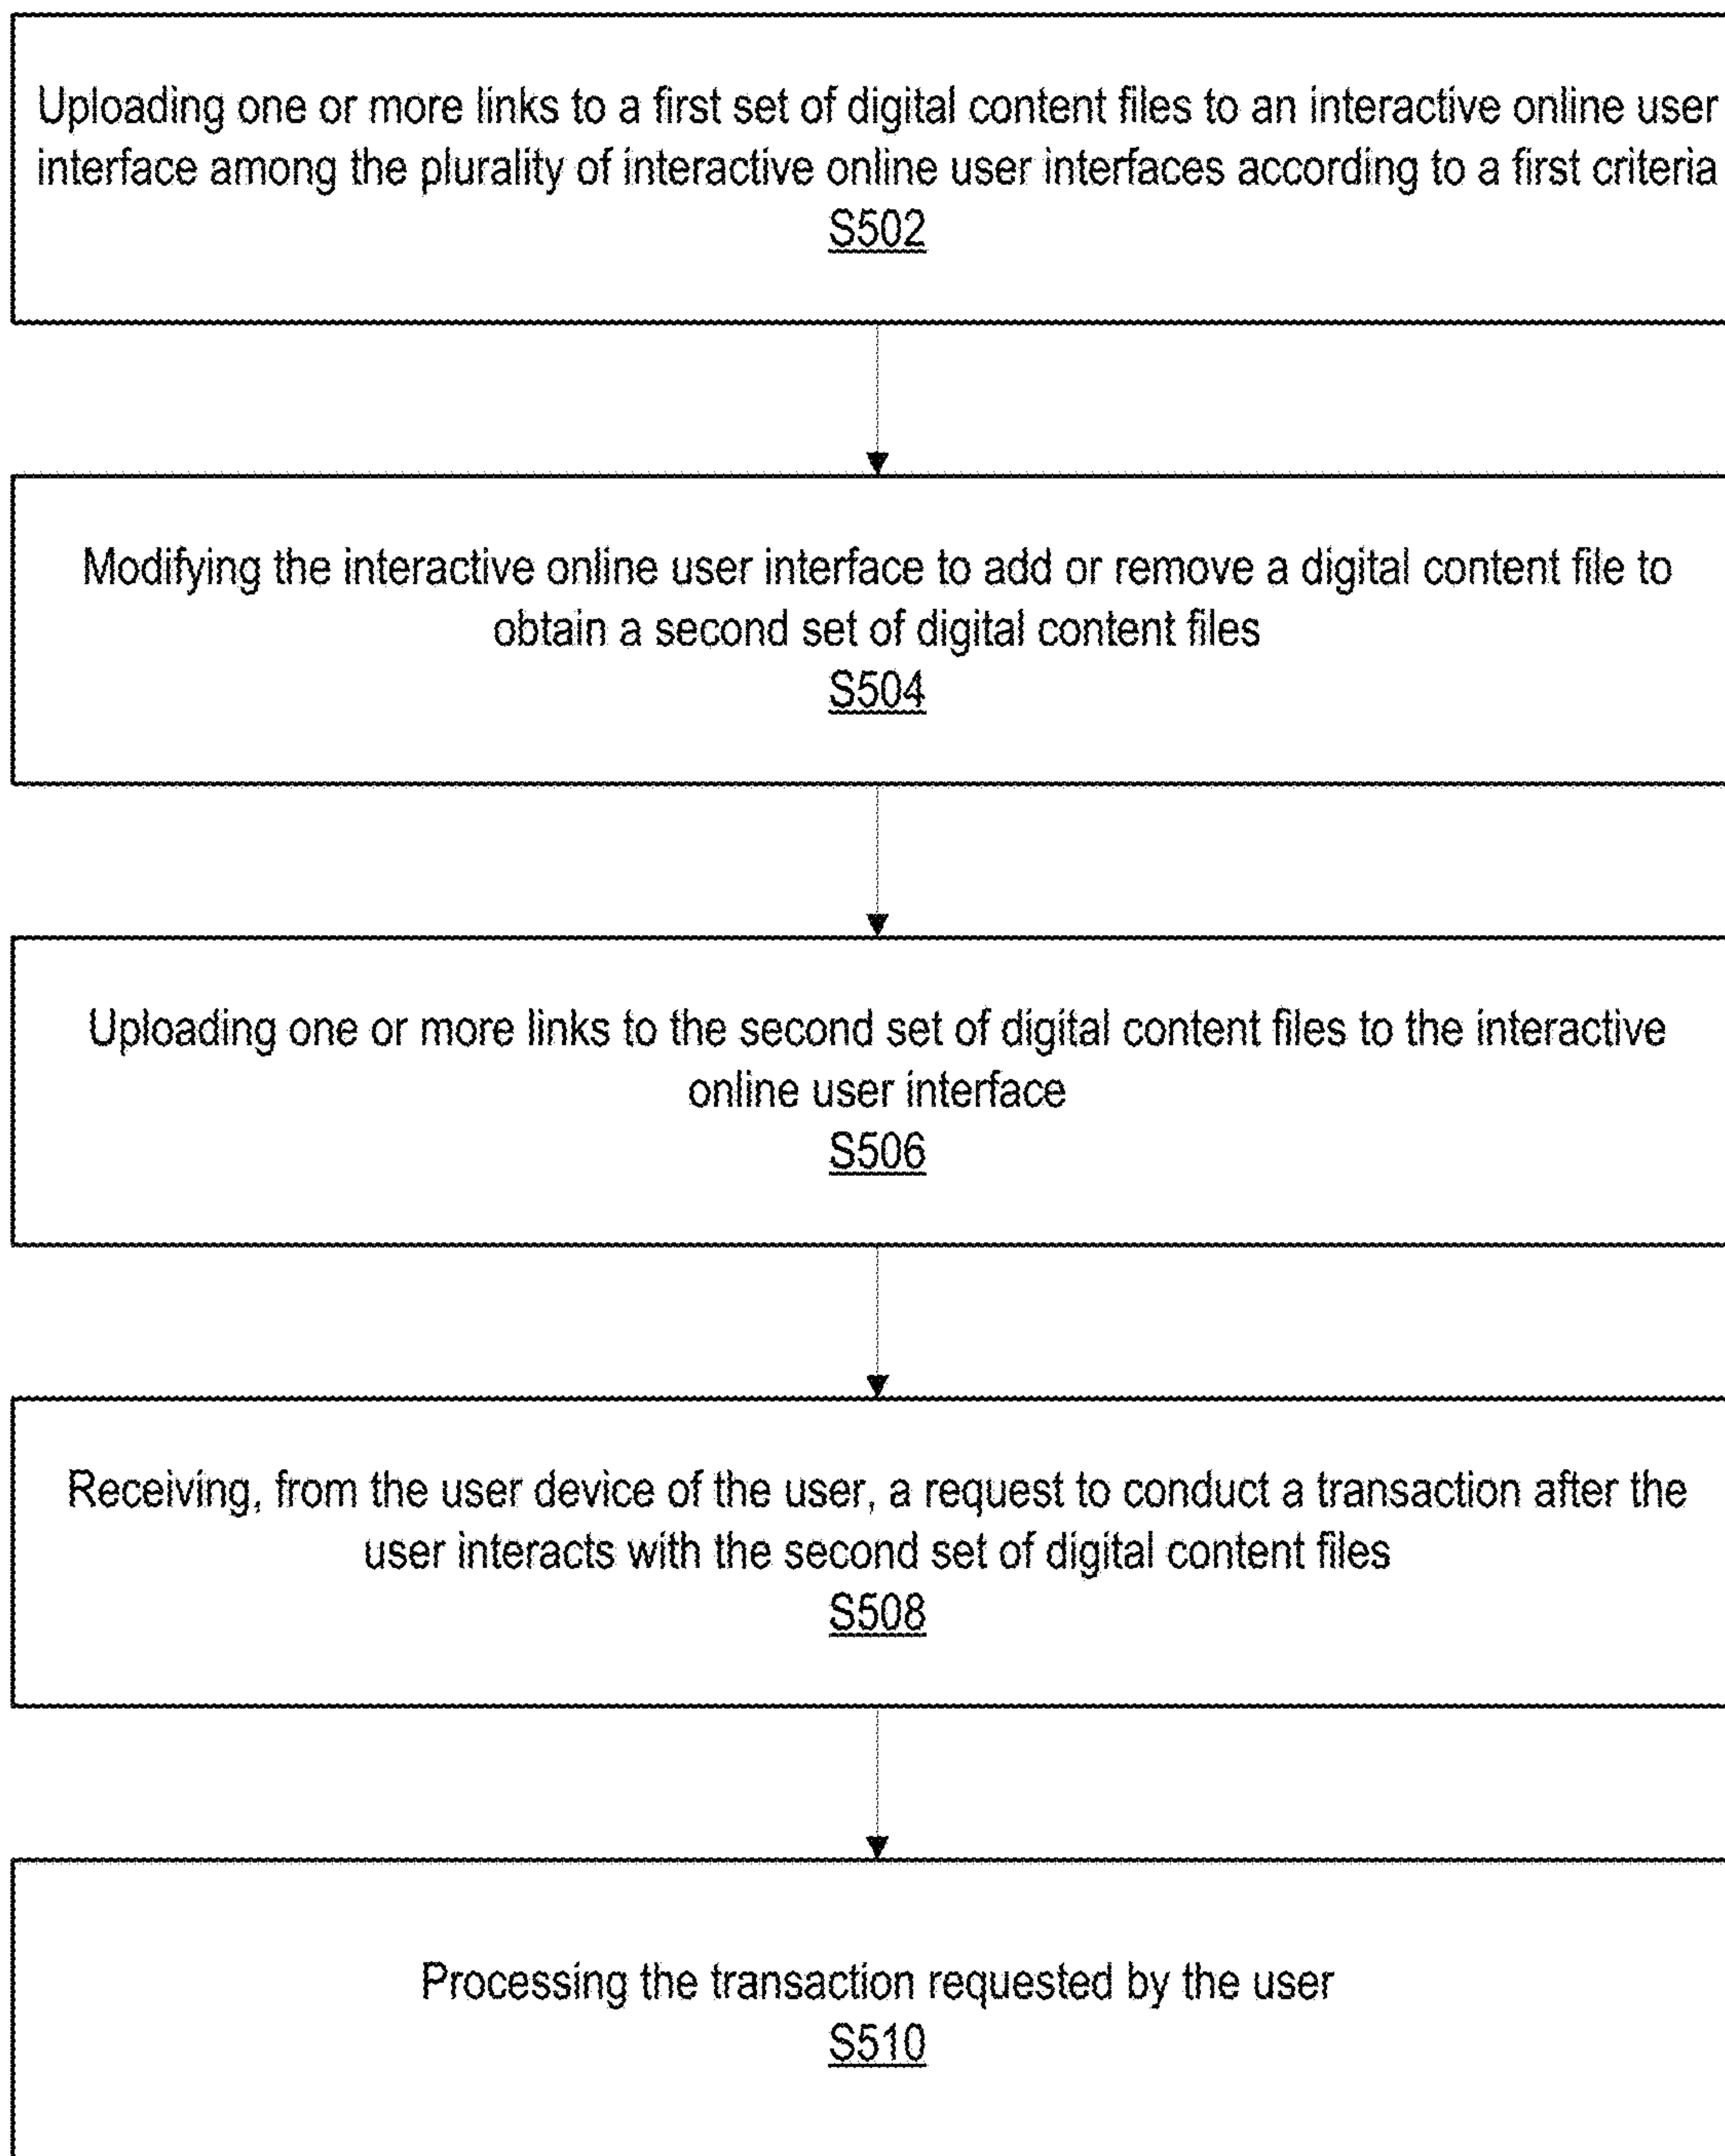 Uploading one or more links to a first set of digital content files to an interactive online user
interface among the plurality of interactive online user interfaces according to a first criteria
S502
Modifying the interactive online user interface to add or remove a digital content file to
obtain a second set of digital content files
S504
Uploading one or more links to the second set of digital content files to the interactive
online user interface
S506
Receiving, from the user device of the user, a request to conduct a transaction after the
user interacts with the second set of digital content files
S508
Processing the transaction requested by the user
S510